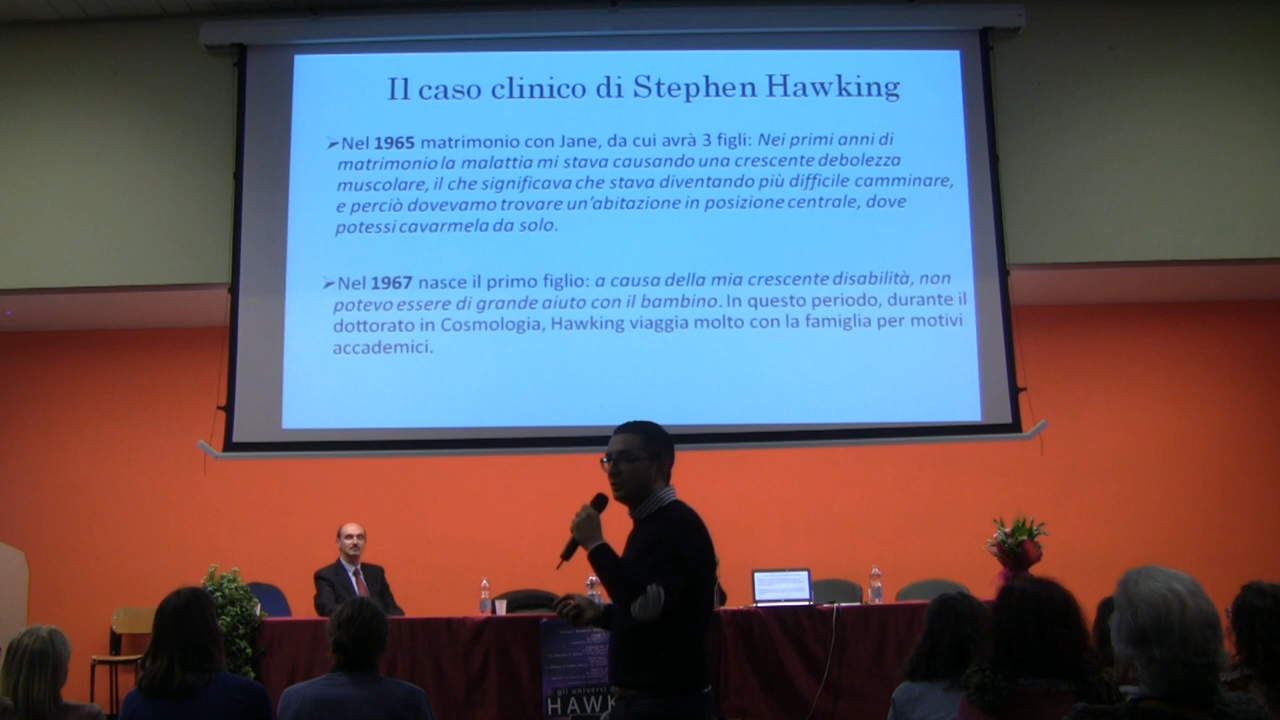 Il caso clinico di Stephen Hawking
➢Nel 1965 matrimonio con Jane, da cui avrà 3 figli: Nei primi anni di
matrimonio la malattia mi stava causando una crescente debolezza
muscolare, il che significava che stava diventando più difficile camminare,
e perciò dovevamo trovare un'abitazione in posizione centrale, dove
potessi cavarmela da solo.
➢Nel 1967 nasce il primo figlio: a causa della mia crescente disabilità, non
potevo essere di grande aiuto con il bambino. In questo periodo, durante il
dottorato in Cosmologia, Hawking viaggia molto con la famiglia per motivi
accademici.
gli universi
HAWK